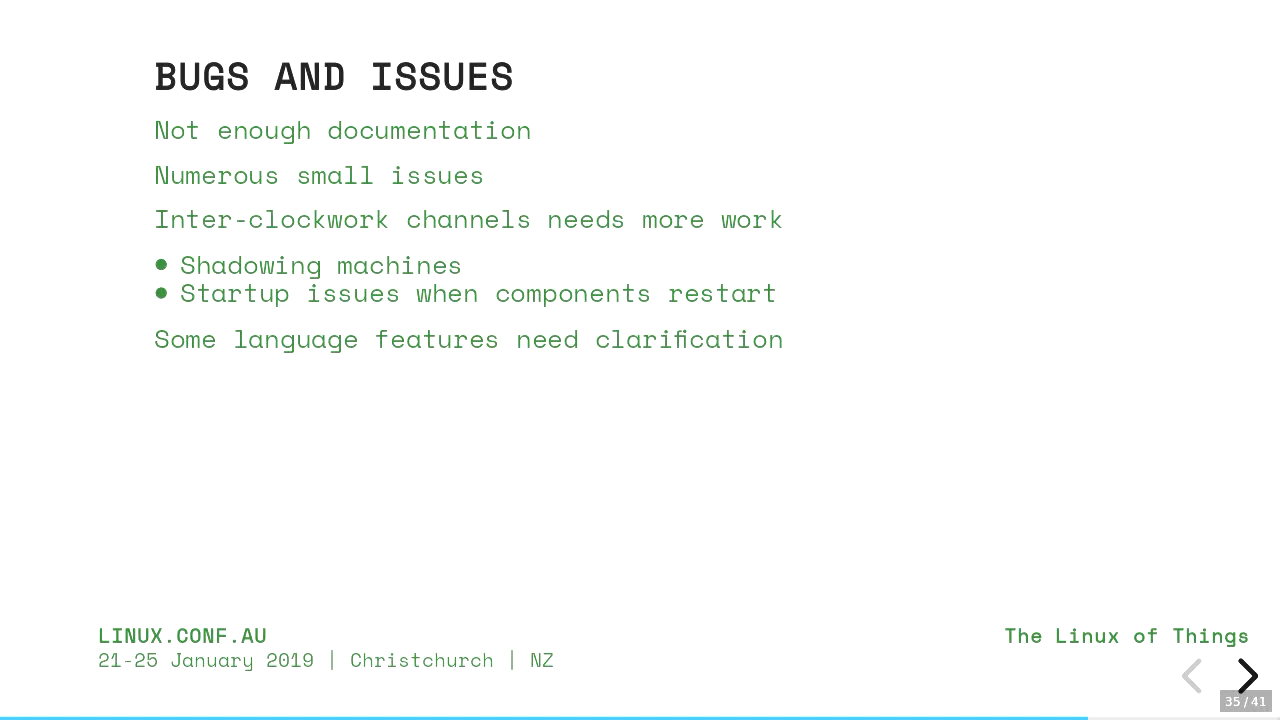 BUGS AND ISSUES
Not enough documentation
Numerous small issues
Inter-clockwork channels needs more work
• Shadowing machines
• Startup issues when components restart
Some language features need clarification
LINUX.CONF.AU
21-25 January 2019 | Christchurch | NZ
The Linux of Things
35/41